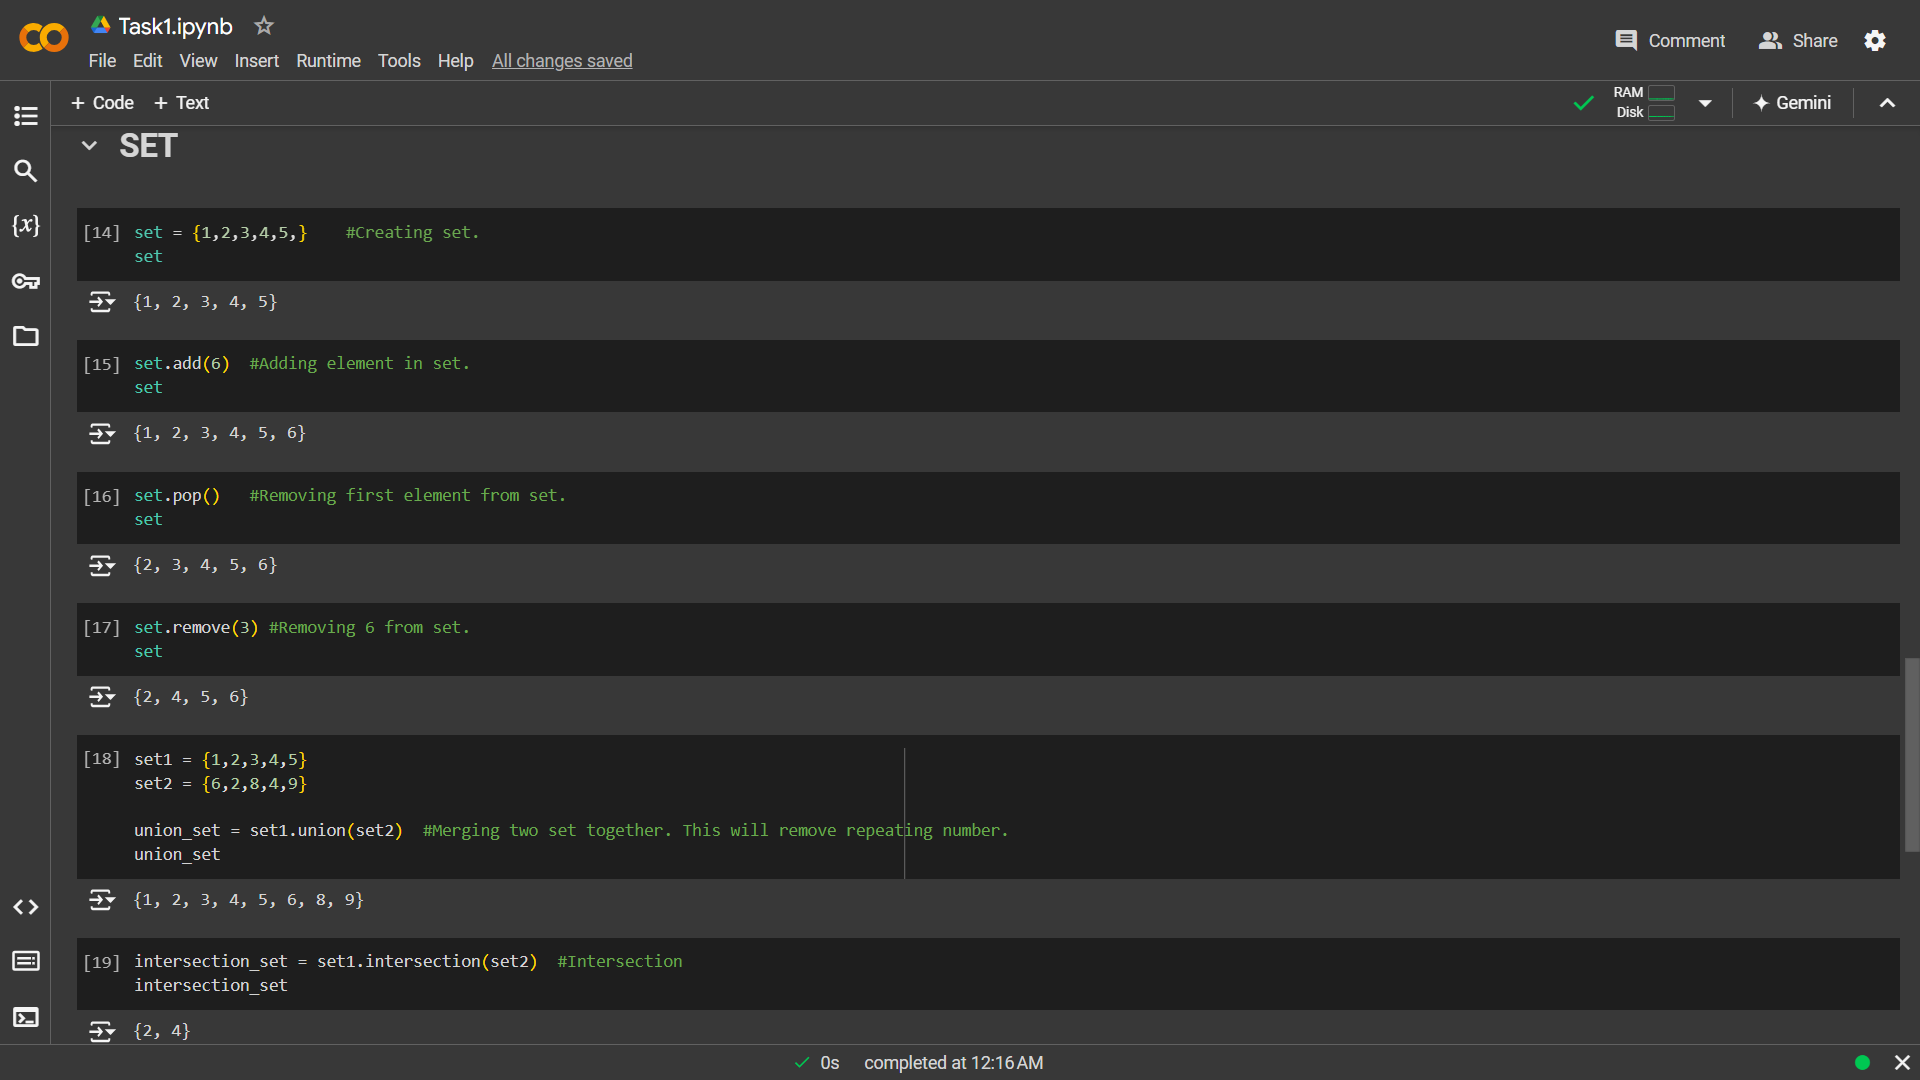 Task1.ipynb
File Edit View Insert Runtime Tools Help All changes saved
Comment Share
+ Code + Text
RAM
Disk
Gemini
SET
[14] set = {1,2,3,4,5,} #Creating set.
set
{1, 2, 3, 4, 5}
[15] set.add(6) #Adding element in set.
set
{1, 2, 3, 4, 5, 6}
[16] set.pop() #Removing first element from set.
set
{2, 3, 4, 5, 6}
[17] set.remove(3) #Removing 6 from set.
set
{2, 4, 5, 6}
[18] set1 = {1,2,3,4,5}
set2 = {6,2,8,4,9}
union_set = set1.union(set2) #Merging two set together. This will remove repeating number.
union_set
{1, 2, 3, 4, 5, 6, 8, 9}
[19] intersection_set = set1.intersection(set2) #Intersection
intersection_set
{2, 4}
0s completed at 12:16 AM